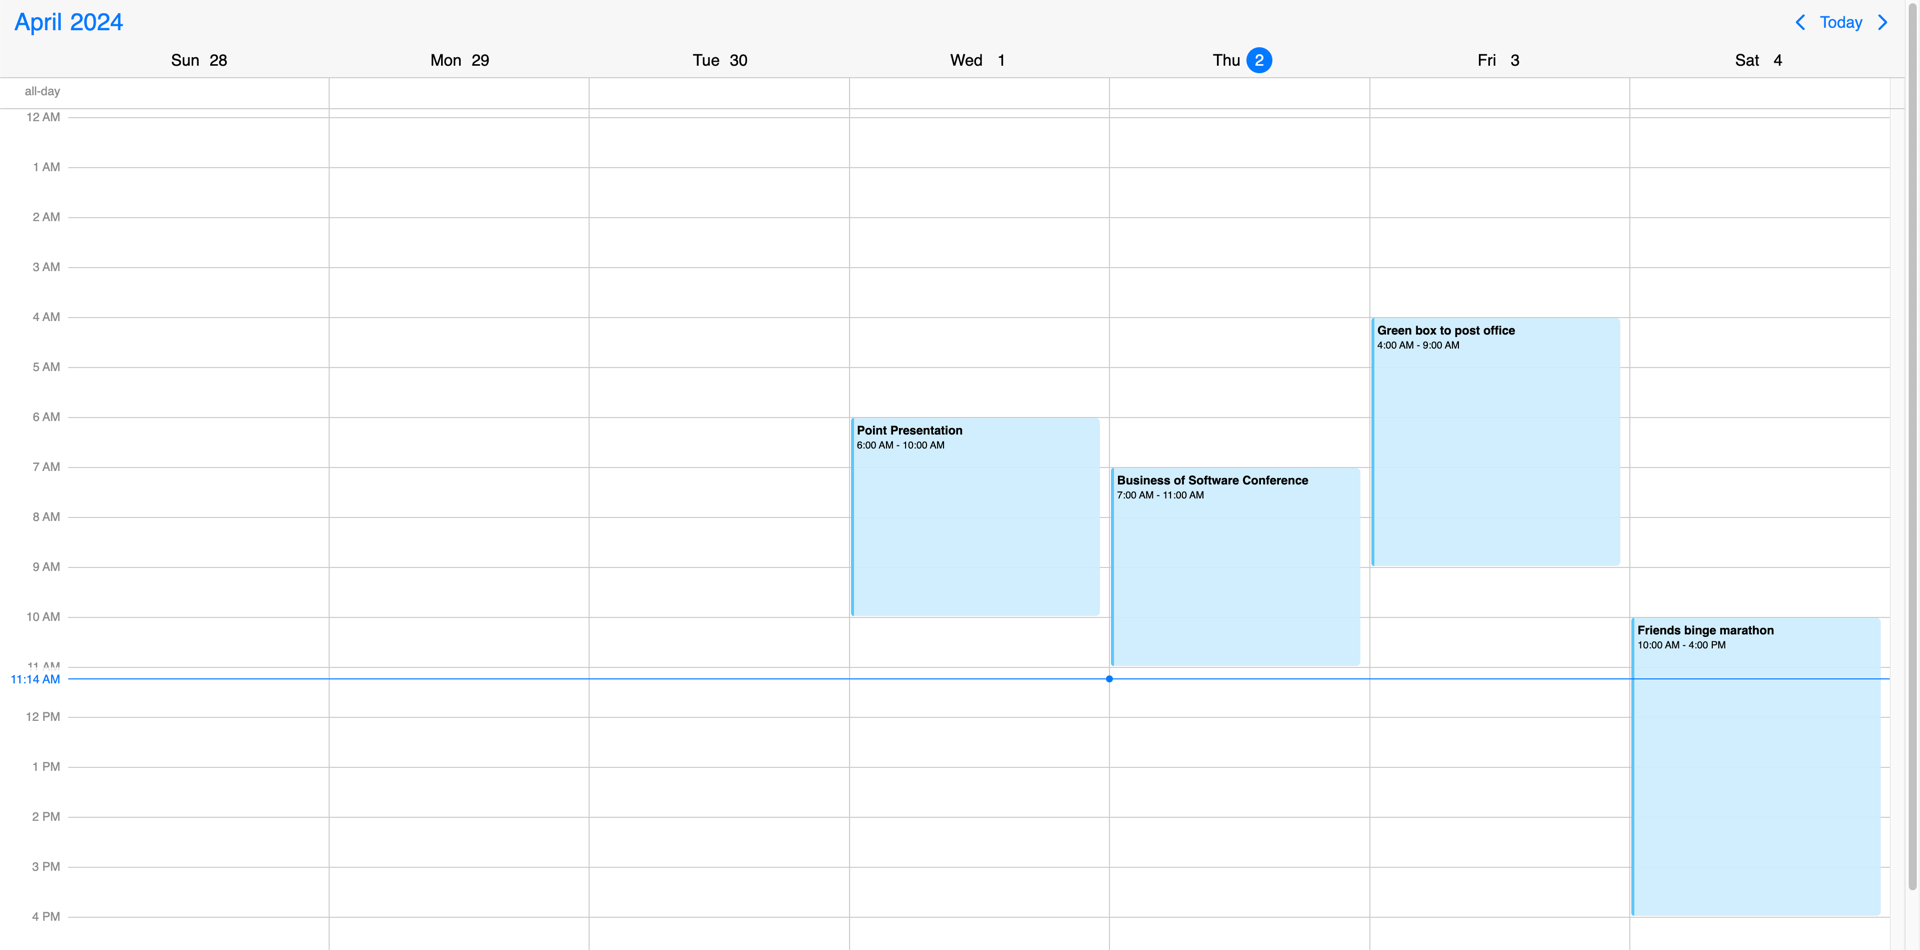 April 2024
Today
Sun 28
Mon 29
Tue 30
Wed 1
Thu 2
Fri 3
Sat 4
all-day
12 AM
1 AM
2 AM
3 AM
4 AM
Green box to post office
4:00 AM - 9:00 AM
5 AM
6 AM
Point Presentation
6:00 AM - 10:00 AM
7 AM
Business of Software Conference
7:00 AM - 11:00 AM
8 AM
9 AM
10 AM
Friends binge marathon
10:00 AM - 4:00 PM
11 AM
11:14 AM
12 PM
1 PM
2 PM
3 PM
4 PM